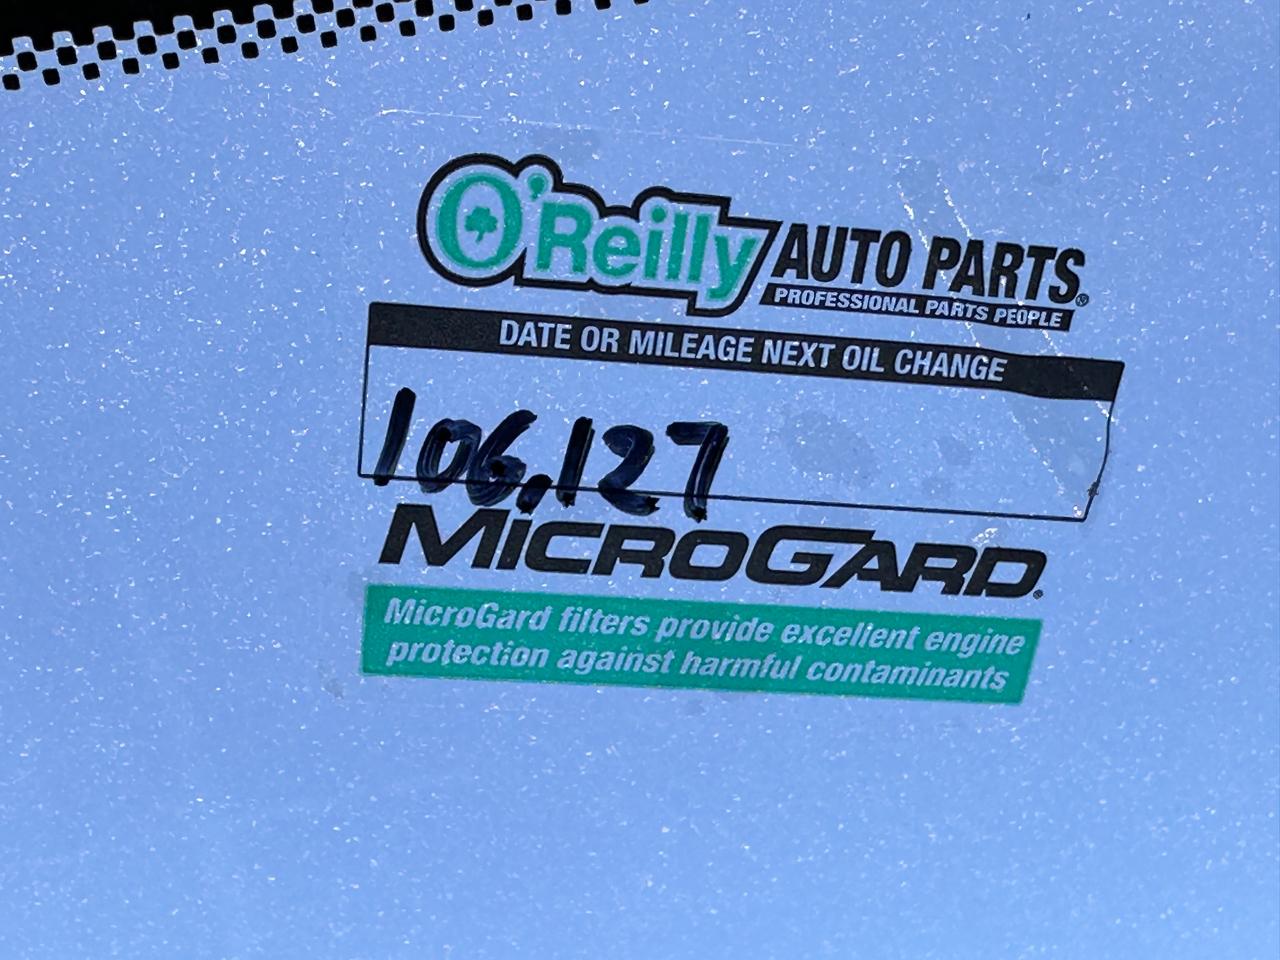 O'Reilly AUTO PARTS®
PROFESSIONAL PARTS PEOPLE
DATE OR MILEAGE NEXT OIL CHANGE
106,127
MICROGARD®
MicroGard filters provide excellent engine
protection against harmful contaminants